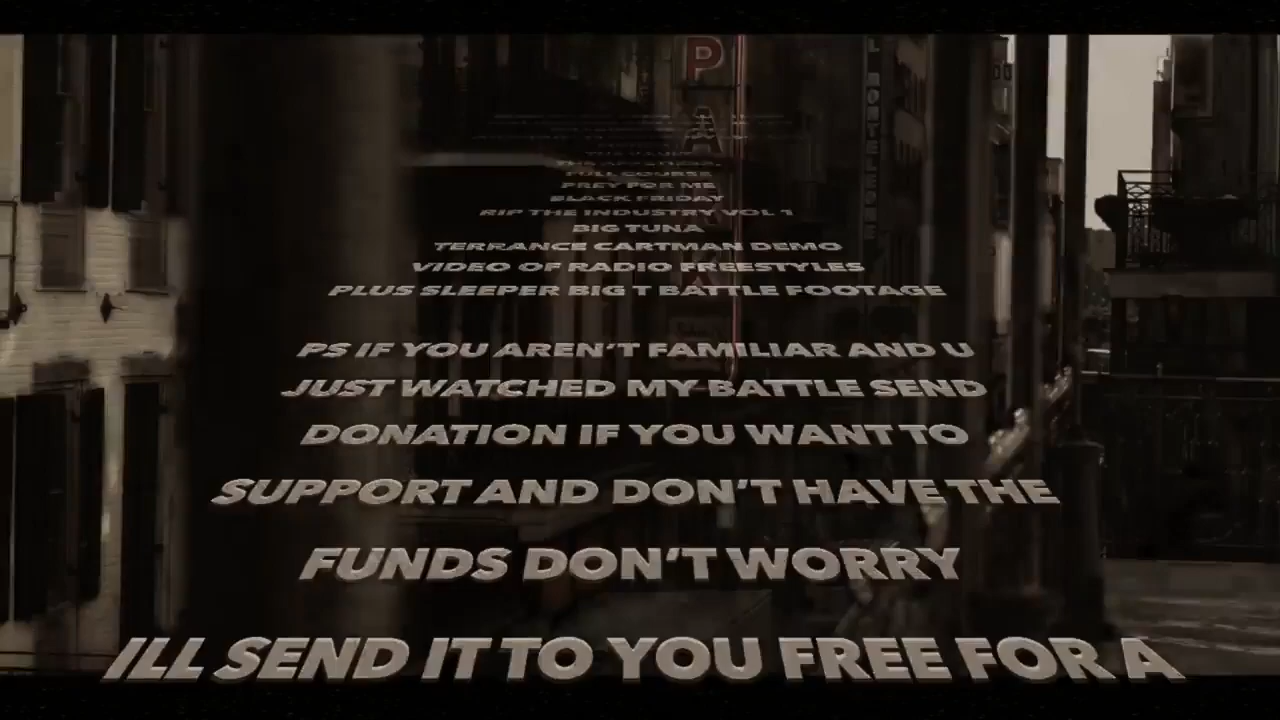 FULL COURSE
PREY FOR ME
BLACK FRIDAY
RIP THE INDUSTRY VOL 1
BIG TUNA
TERRANCE CARTMAN DEMO
VIDEO OF RADIO FREESTYLES
PLUS SLEEPER BIG T BATTLE FOOTAGE
PS IF YOU AREN'T FAMILIAR AND U
JUST WATCHED MY BATTLE SEND
DONATION IF YOU WANT TO
SUPPORT AND DON'T HAVE THE
FUNDS DON'T WORRY
ILL SEND IT TO YOU FREE FOR A